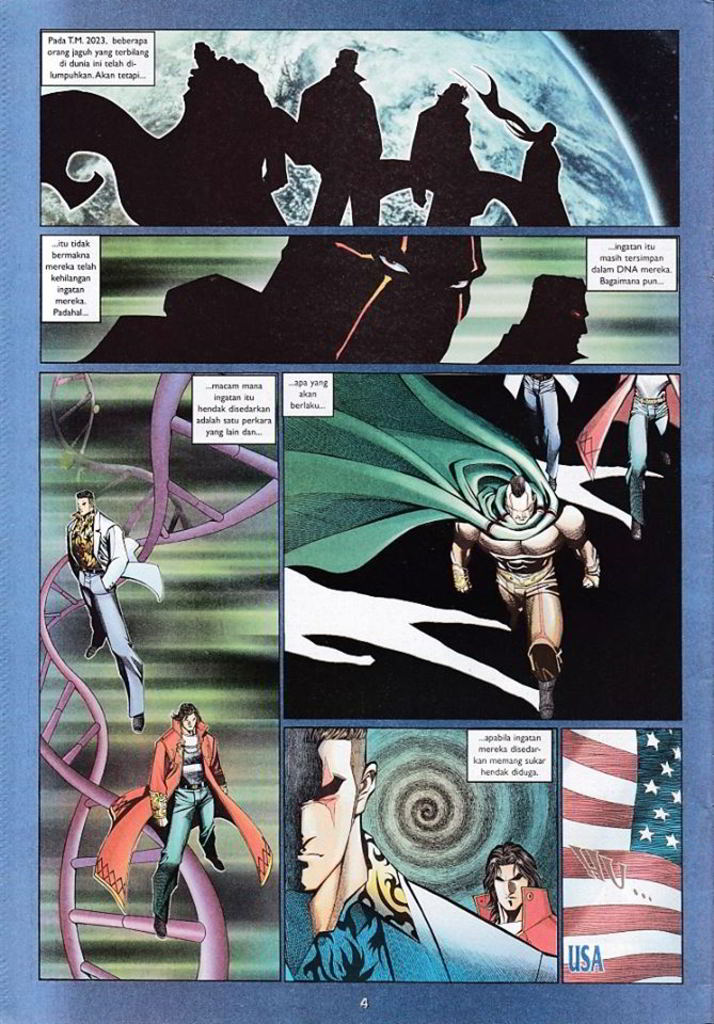 Pada T.M. 2023, beberapa
orang jaguh yang terbilang
di dunia ini telah di-
lumpuhkan. Akan tetapi...
...itu tidak
bermakna
mereka telah
kehilangan
ingatan
mereka.
Padahal...
...ingatan itu
masih tersimpan
dalam DNA mereka.
Bagaimana pun...
...macam mana
ingatan itu
hendak disedarkan
adalah satu perkara
yang lain dan...
...apa yang
akan
berlaku...
...apabila ingatan
mereka disedar-
kan memang sukar
hendak diduga.
HU...
USA
4